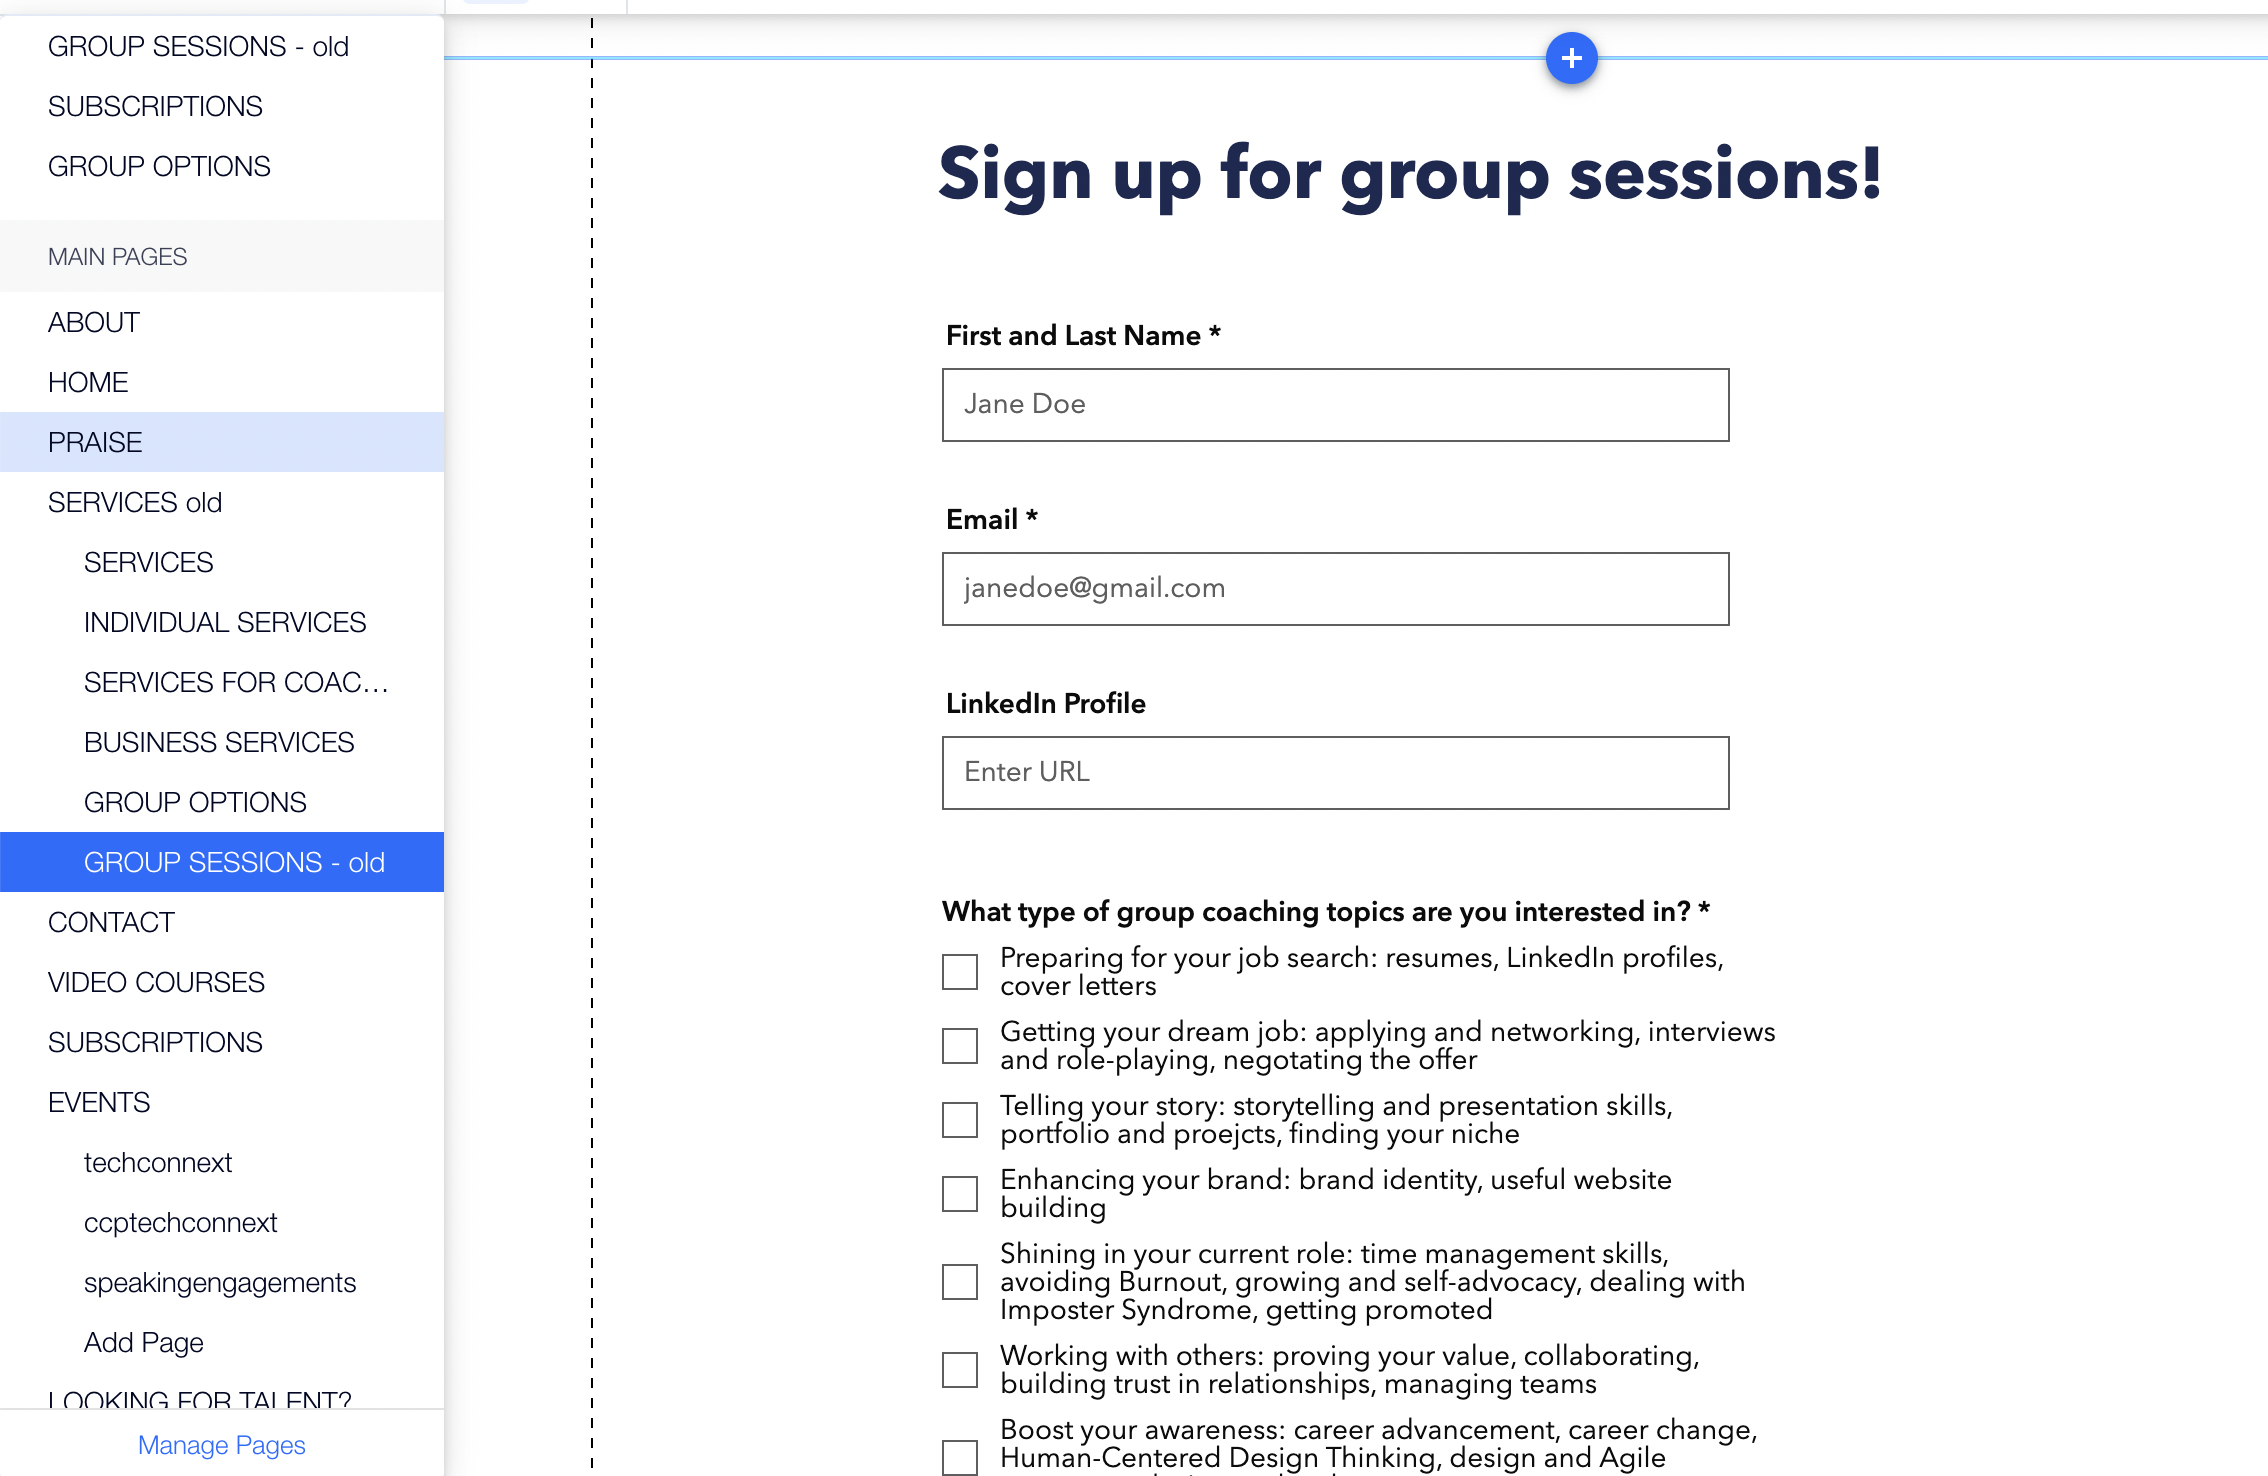 GROUP SESSIONS - old
SUBSCRIPTIONS
GROUP OPTIONS
MAIN PAGES
ABOUT
HOME
PRAISE
SERVICES old
SERVICES
INDIVIDUAL SERVICES
SERVICES FOR COAC...
BUSINESS SERVICES
GROUP OPTIONS
GROUP SESSIONS - old
CONTACT
VIDEO COURSES
SUBSCRIPTIONS
EVENTS
techconnext
ccptechconnext
speakingengagements
Add Page
LOOKING FOR TALENT?
Manage Pages
Sign up for group sessions!
First and Last Name *
Jane Doe
Email *
janedoe@gmail.com
LinkedIn Profile
Enter URL
What type of group coaching topics are you interested in? *
Preparing for your job search: resumes, LinkedIn profiles,
cover letters
Getting your dream job: applying and networking, interviews
and role-playing, negotating the offer
Telling your story: storytelling and presentation skills,
portfolio and proejcts, finding your niche
Enhancing your brand: brand identity, useful website
building
Shining in your current role: time management skills,
avoiding Burnout, growing and self-advocacy, dealing with
Imposter Syndrome, getting promoted
Working with others: proving your value, collaborating,
building trust in relationships, managing teams
Boost your awareness: career advancement, career change,
Human-Centered Design Thinking, design and Agile